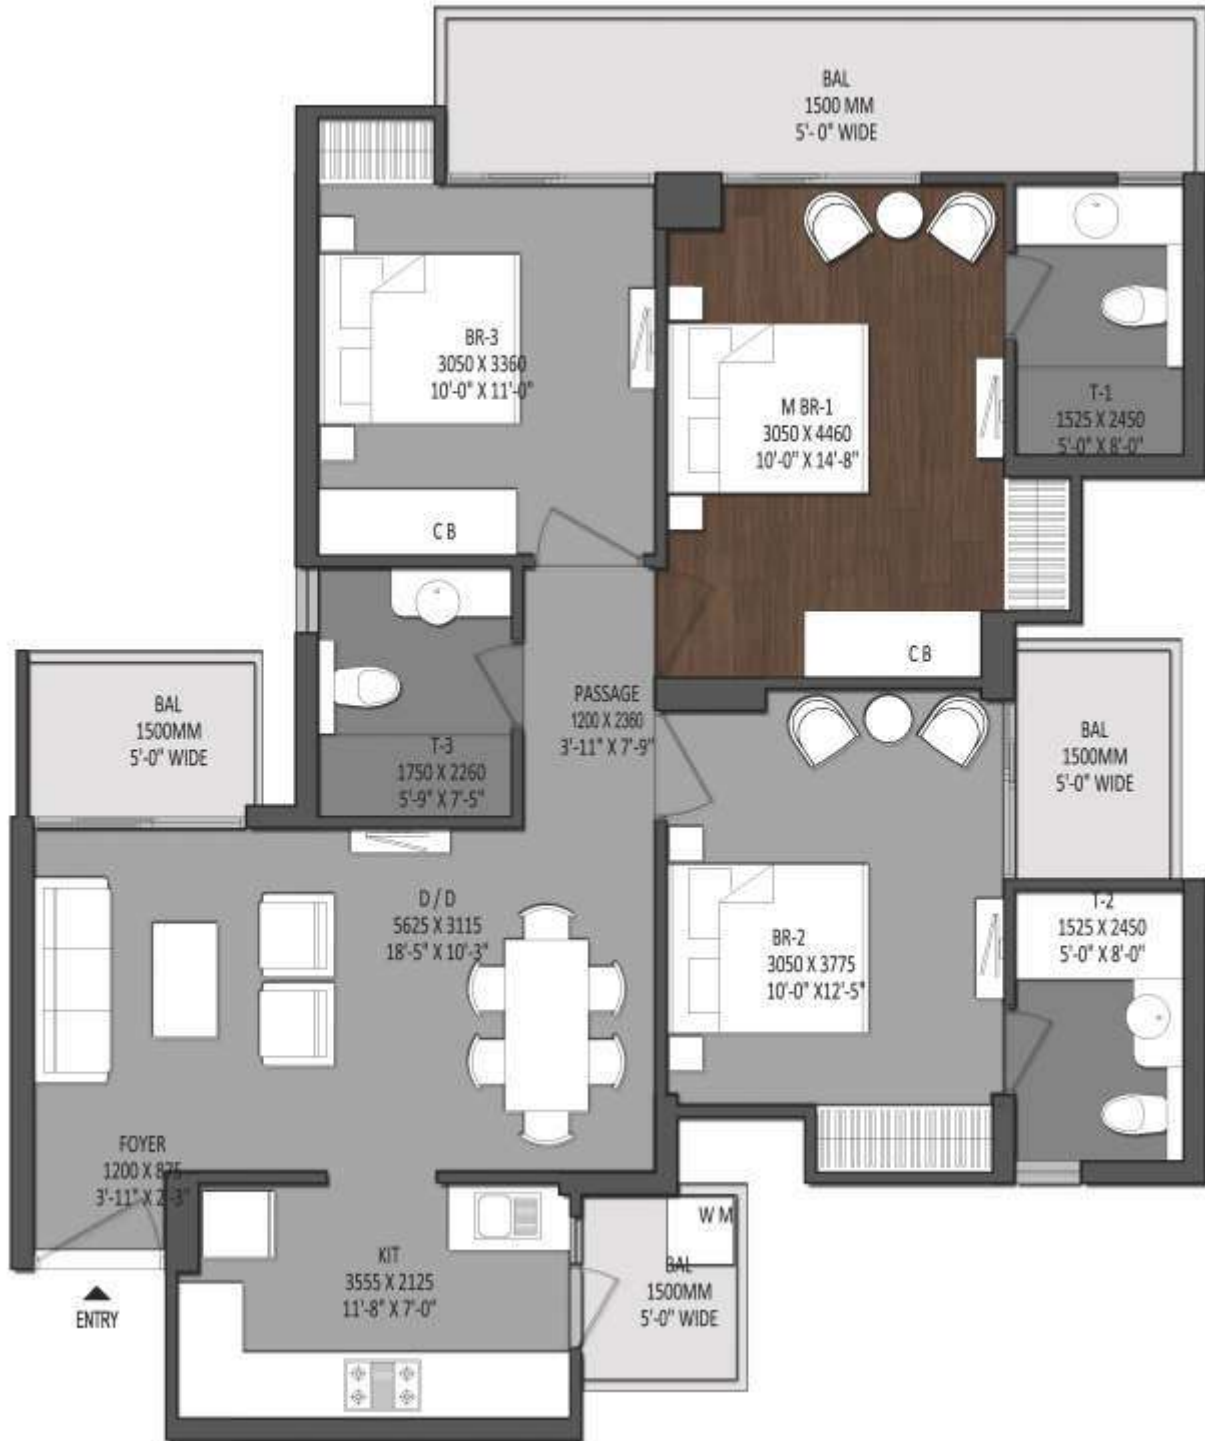 BAL
1500 MM
5'- 0" WIDE
BR-3
3050 X 3360
10'-0" X 11'-0"
C B
M BR-1
3050 X 4460
10'-0" X 14'-8"
T-1
1525 X 2450
5'-0" X 8'-0"
C B
BAL
1500MM
5'-0" WIDE
T-3
1750 X 2260
5'-9" X 7'-5"
PASSAGE
1200 X 2360
3'-11" X 7'-9"
BAL
1500MM
5'-0" WIDE
D / D
5625 X 3115
18'-5" X 10'-3"
BR-2
3050 X 3775
10'-0" X12'-5"
T-2
1525 X 2450
5'-0" X 8'-0"
FOYER
1200 X 875
3'-11" X 2'-3"
ENTRY
KIT
3555 X 2125
11'-8" X 7'-0"
W M
BAL
1500MM
5'-0" WIDE